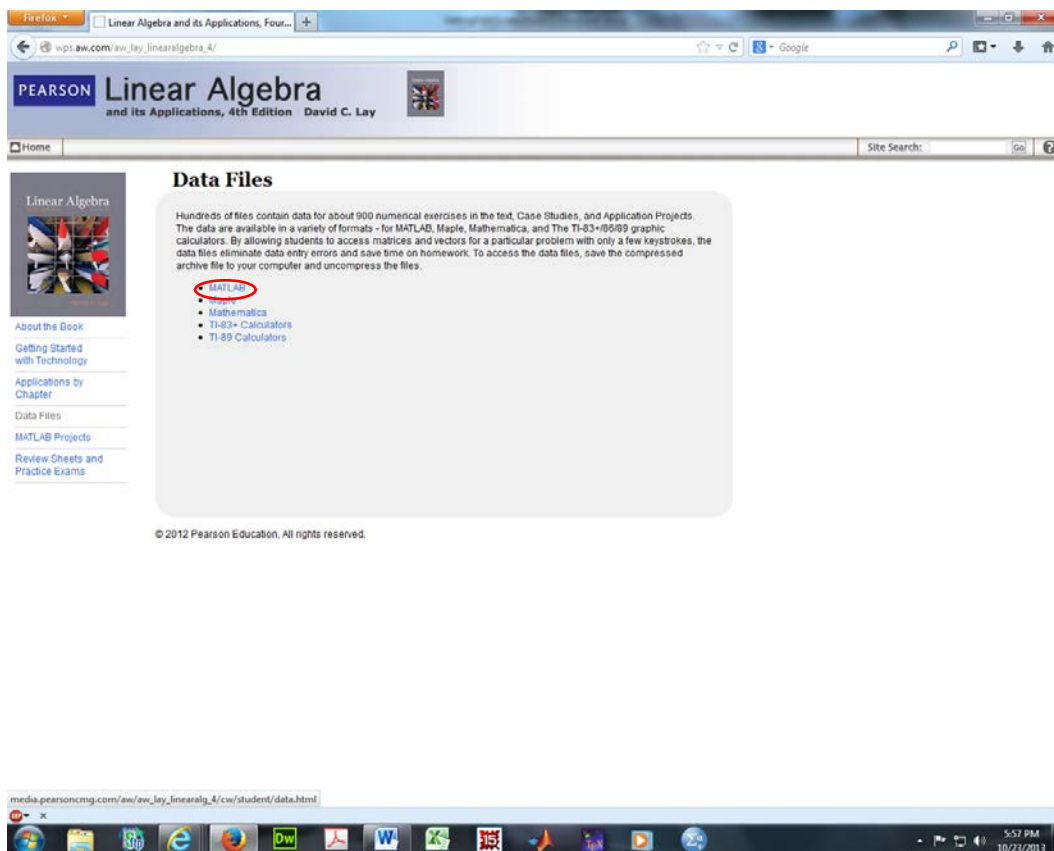 Firefox
Linear Algebra and its Applications, Four...
wps.aw.com/aw_lay_linearalgebra_4/
Google
PEARSON
Linear Algebra
and its Applications, 4th Edition David C. Lay
Home
Site Search:
Go
Data Files
Linear Algebra
Hundreds of files contain data for about 900 numerical exercises in the text, Case Studies, and Application Projects.
The data are available in a variety of formats - for MATLAB, Maple, Mathematica, and The TI-83+/86/89 graphic
calculators. By allowing students to access matrices and vectors for a particular problem with only a few keystrokes, the
data files eliminate data entry errors and save time on homework. To access the data files, save the compressed
archive file to your computer and uncompress the files.
MATLAB
Maple
Mathematica
TI-83+ Calculators
TI-89 Calculators
About the Book
Getting Started
with Technology
Applications by
Chapter
Data Files
MATLAB Projects
Review Sheets and
Practice Exams
© 2012 Pearson Education, All rights reserved.
media.pearsoncmg.com/aw/aw_lay_linearalg_4/cw/student/data.html
Dw
5:57 PM
10/23/2013